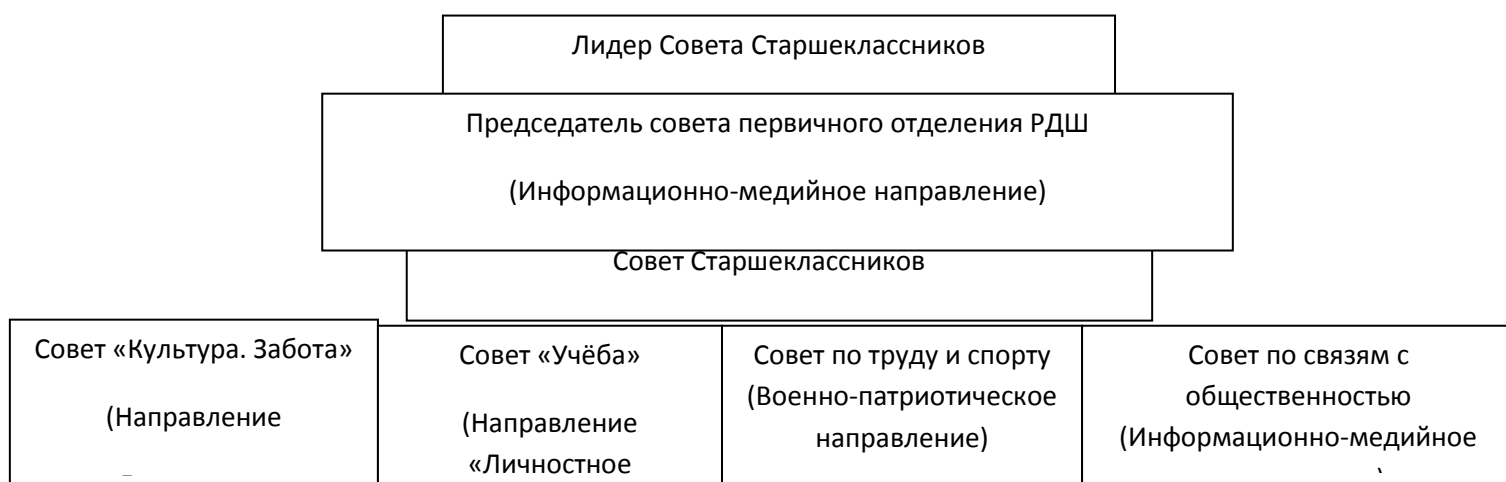 Лидер Совета Старшеклассников
Председатель совета первичного отделения РДШ
(Информационно-медийное направление)
Совет Старшеклассников
Совет «Культура. Забота»
(Направление
Совет «Учёба»
(Направление
«Личностное
Совет по труду и спорту
(Военно-патриотическое
направление)
Совет по связям с
общественностью
(Информационно-медийное